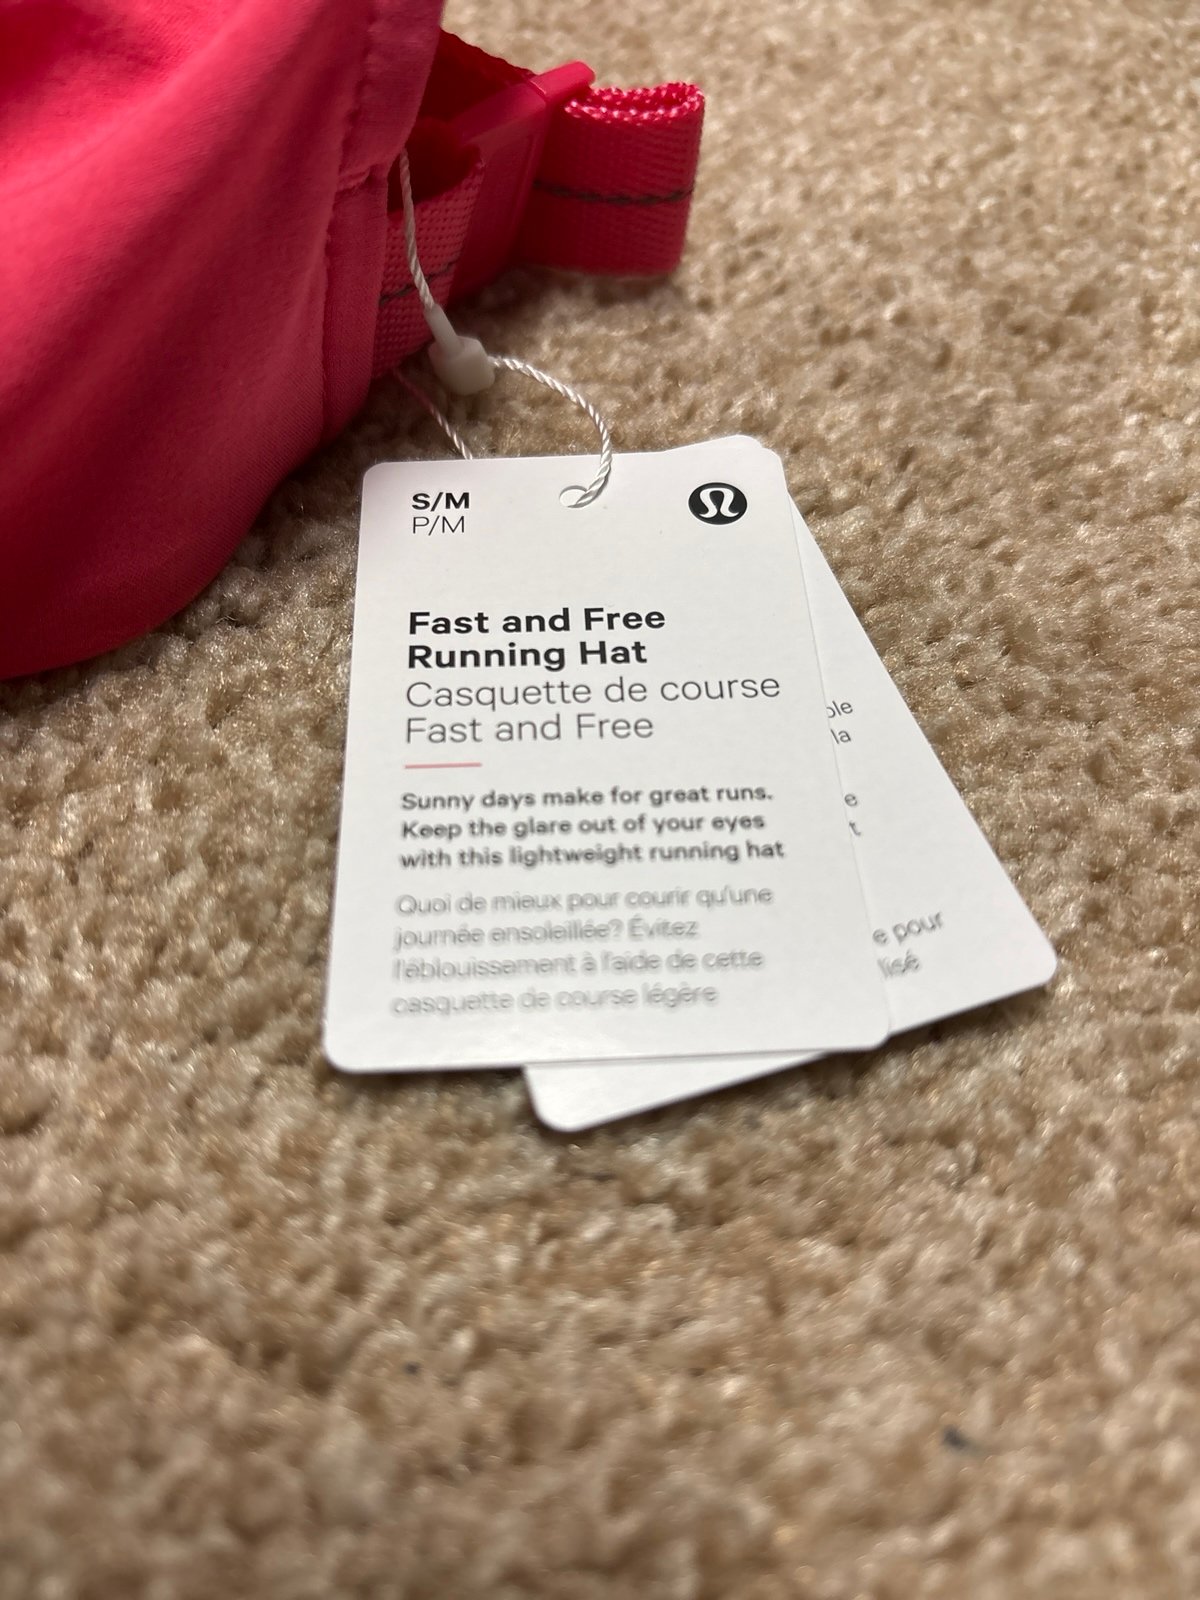 S/M
P/M
Fast and Free
Running Hat
Casquette de course
Fast and Free
Sunny days make for great runs.
Keep the glare out of your eyes
with this lightweight running hat
Quoi de mieux pour courir qu'une
journée ensoleillée? Évitez
l'éblouissement à l'aide de cette
casquette de course légère
la
e
t
e pour